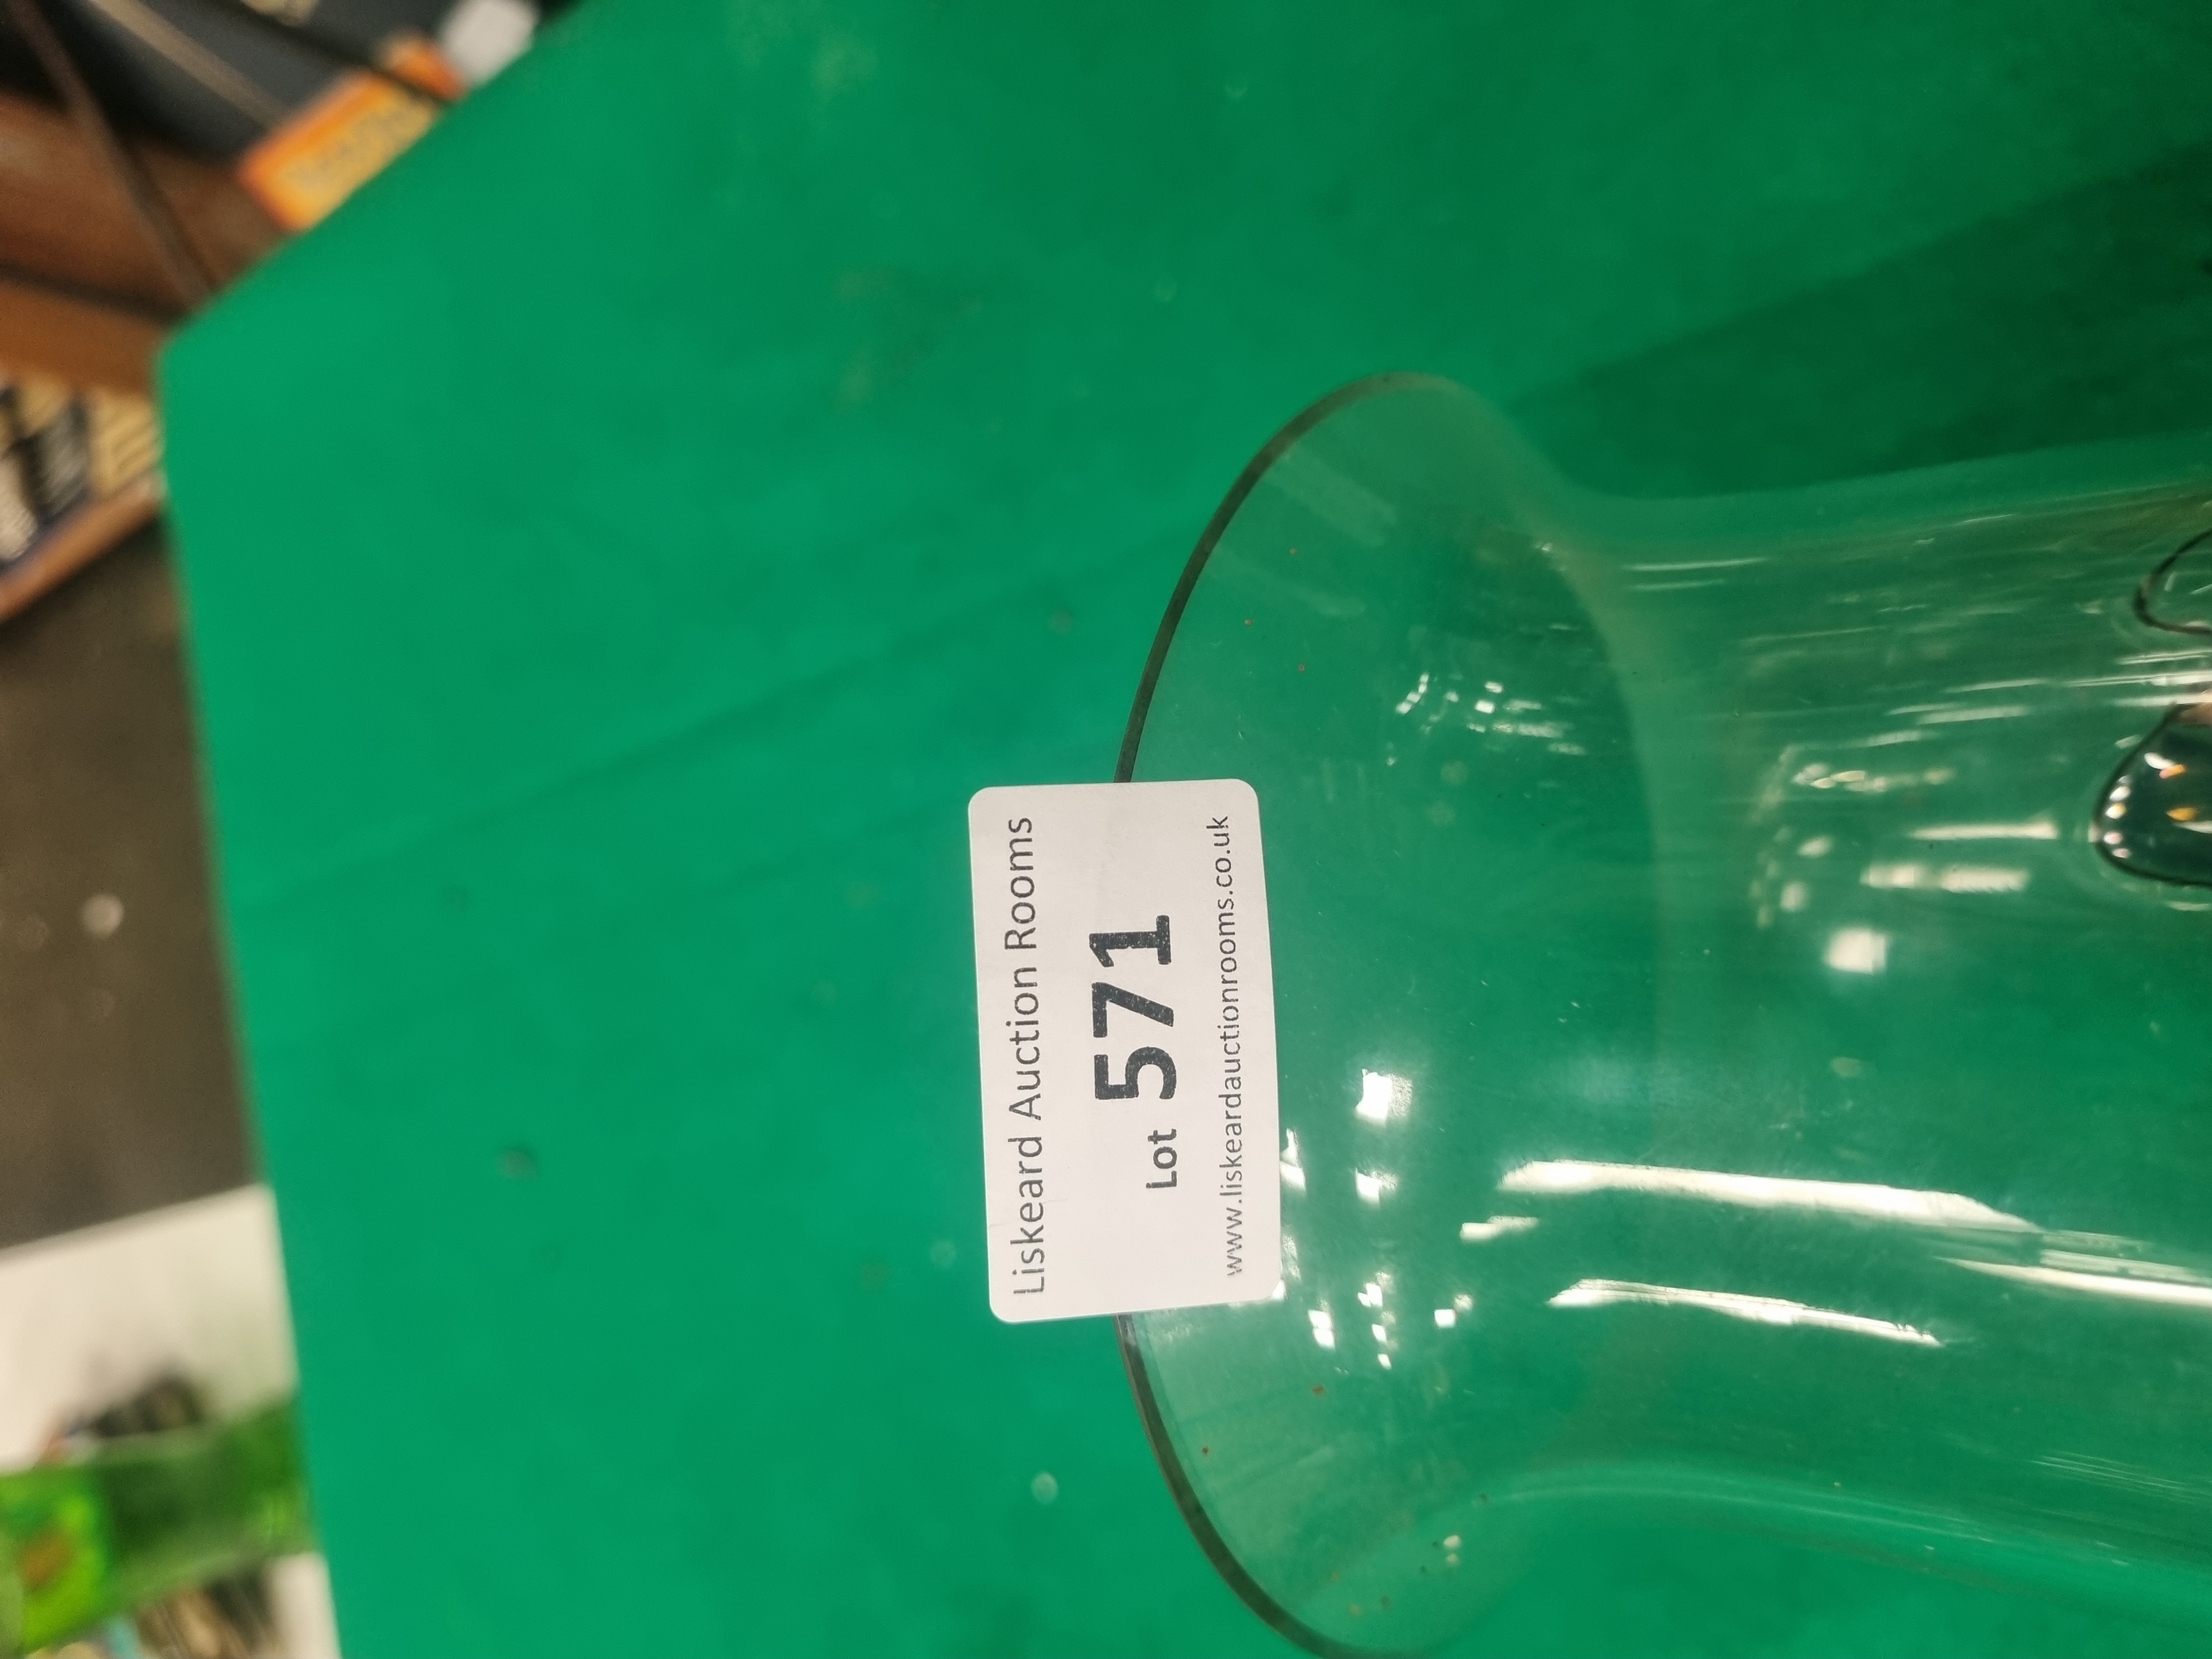 Liskeard Auction Rooms
Lot 571
www.liskeardauctionrooms.co.uk